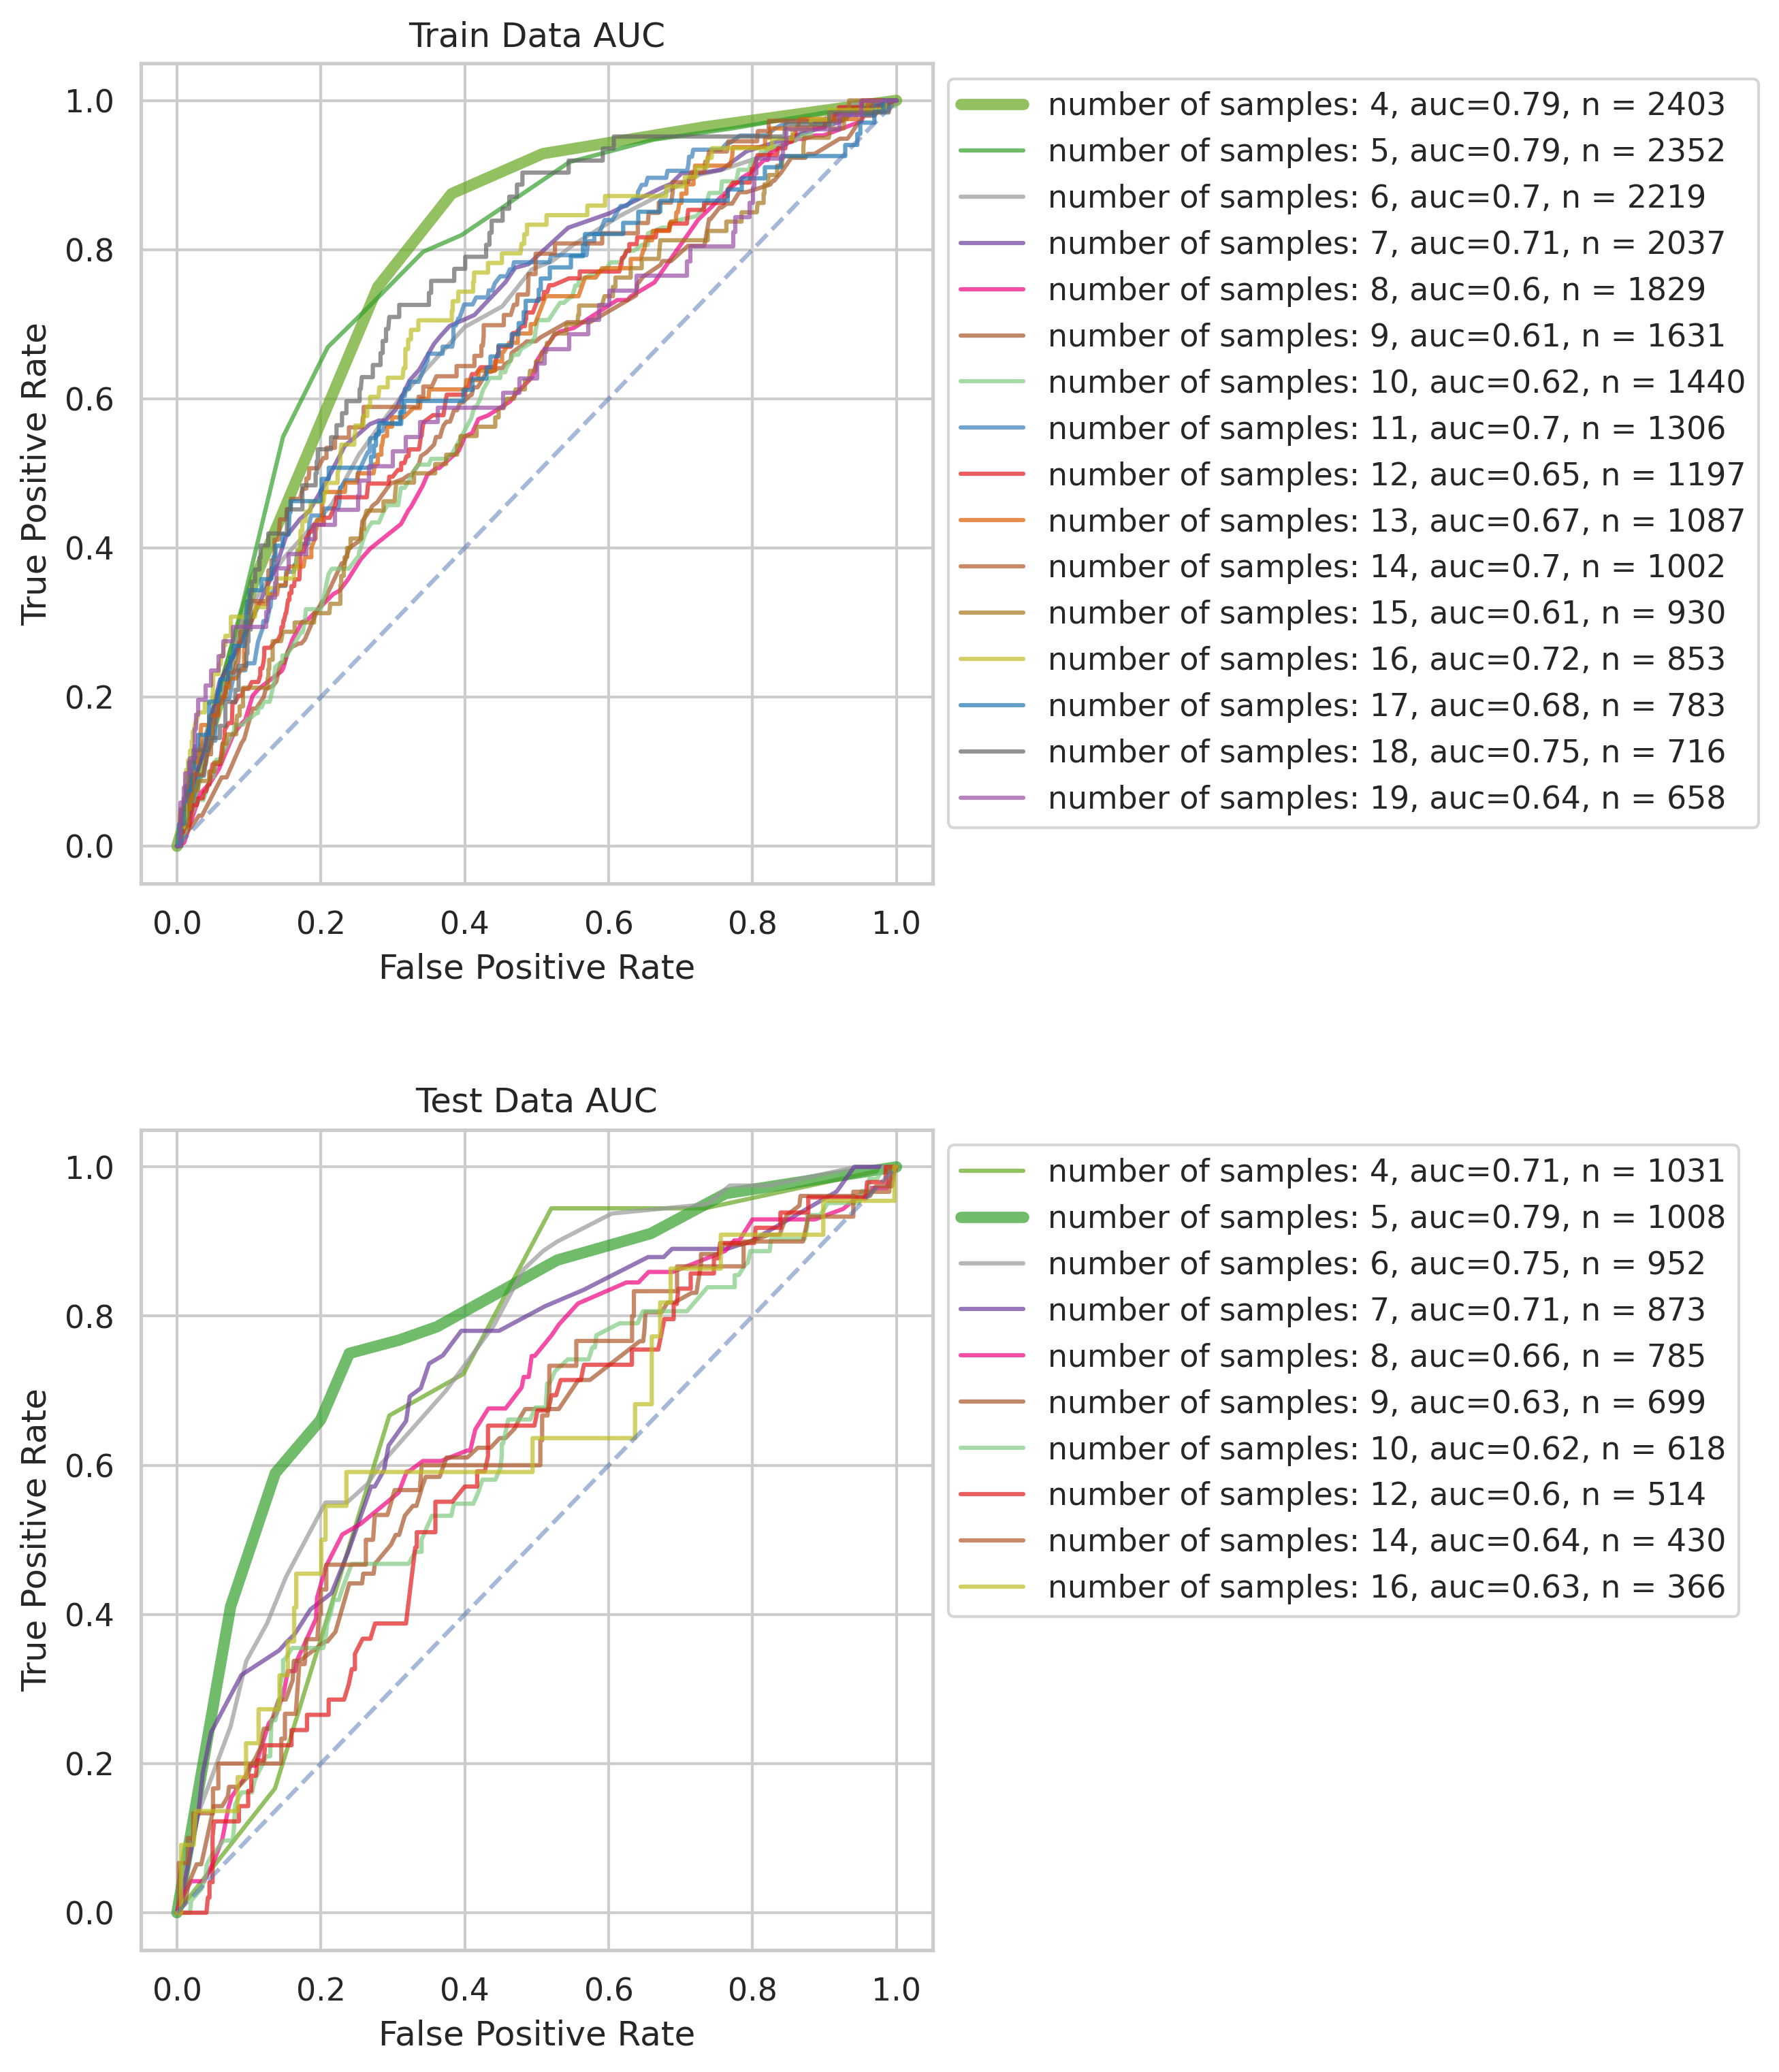 Train Data AUC
1.0
0.8
0.6
0.4
0.2
0.0
True Positive Rate
0.0 0.2 0.4 0.6 0.8 1.0
False Positive Rate
number of samples: 4, auc=0.79, n = 2403
number of samples: 5, auc=0.79, n = 2352
number of samples: 6, auc=0.7, n = 2219
number of samples: 7, auc=0.71, n = 2037
number of samples: 8, auc=0.6, n = 1829
number of samples: 9, auc=0.61, n = 1631
number of samples: 10, auc=0.62, n = 1440
number of samples: 11, auc=0.7, n = 1306
number of samples: 12, auc=0.65, n = 1197
number of samples: 13, auc=0.67, n = 1087
number of samples: 14, auc=0.7, n = 1002
number of samples: 15, auc=0.61, n = 930
number of samples: 16, auc=0.72, n = 853
number of samples: 17, auc=0.68, n = 783
number of samples: 18, auc=0.75, n = 716
number of samples: 19, auc=0.64, n = 658
Test Data AUC
1.0
0.8
0.6
0.4
0.2
0.0
True Positive Rate
0.0 0.2 0.4 0.6 0.8 1.0
False Positive Rate
number of samples: 4, auc=0.71, n = 1031
number of samples: 5, auc=0.79, n = 1008
number of samples: 6, auc=0.75, n = 952
number of samples: 7, auc=0.71, n = 873
number of samples: 8, auc=0.66, n = 785
number of samples: 9, auc=0.63, n = 699
number of samples: 10, auc=0.62, n = 618
number of samples: 12, auc=0.6, n = 514
number of samples: 14, auc=0.64, n = 430
number of samples: 16, auc=0.63, n = 366